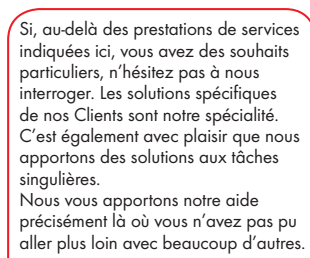 Si, au-delà des prestations de services
indiquées ici, vous avez des souhaits
particuliers, n’hésitez pas à nous
interroger. Les solutions spécifiques
de nos Clients sont notre spécialité.
C’est également avec plaisir que nous
apportons des solutions aux tâches
singulières.
Nous vous apportons notre aide
précisément là où vous n’avez pas pu
aller plus loin avec beaucoup d’autres.